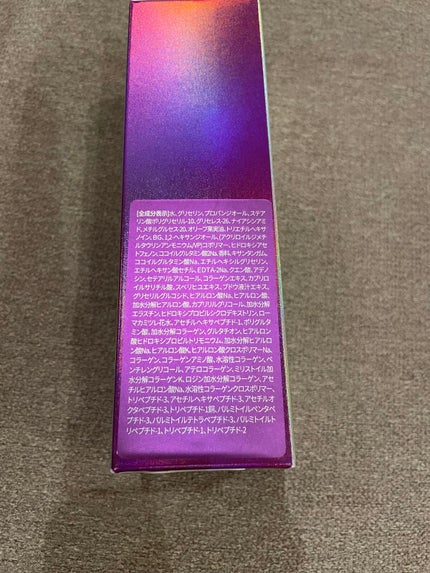 [全成分表示]水、グリセリン、プロパンジオール、ステア
リン酸ポリグリセリル-10、グリセレス-26、ナイアシンアミ
ド、メチルグルセス-20、オリーブ果実油、トリエチルヘキサ
ノイン、BG、1,2-ヘキサンジオール、(アクリロイルジメ
チルタウリンアンモニウム/VP)コポリマー、ヒドロキシアセ
トフェノン、ココイルグルタミン酸2Na、香料、キサンタンガム、
ココイルグルタミン酸Na、エチルヘキシルグリセリン、
エチルヘキサン酸セチル、EDTA-2Na、クエン酸、アデノ
シン、セテアリルアルコール、コラーゲンエキス、カプリロ
イルサリチル酸、スベリヒユエキス、ブドウ液汁エキス、
グリセリルグルコシド、ヒアルロン酸Na、ヒアルロン酸、
加水分解ヒアルロン酸、カプリリルグリコール、加水分解
エラスチン、ヒドロキシプロピルシクロデキストリン、ロー
マカミツレ花水、アセチルヘキサペプチド-1、ポリグルタ
ミン酸、加水分解コラーゲン、グルタチオン、ヒアルロン
酸ヒドロキシプロピルトリモニウム、加水分解ヒアルロ
ン酸Na、ヒアルロン酸K、ヒアルロン酸クロスポリマーNa、
コラーゲン、コラーゲンアミノ酸、水溶性コラーゲン、ペ
ンチレングリコール、アテロコラーゲン、ミリストイル加
水分解コラーゲンK、ロジン加水分解コラーゲン、アセ
チルヒアルロン酸Na、水溶性コラーゲンクロスポリマー、
トリペプチド-3、アセチルヘキサペプチド-3、アセチルオ
クタペプチド-3、トリペプチド-1銅、パルミトイルペンタペ
プチド-3、パルミトイルテトラペプチド-3、パルミトイルト
リペプチド-1、トリペプチド-1、トリペプチド-2